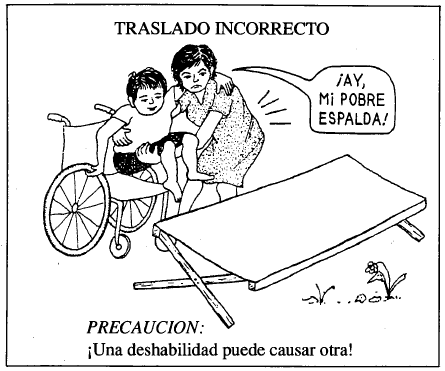 TRASLADO INCORRECTO
¡AY,
MI POBRE
ESPALDA!
PRECAUCION:
¡Una deshabilidad puede causar otra!